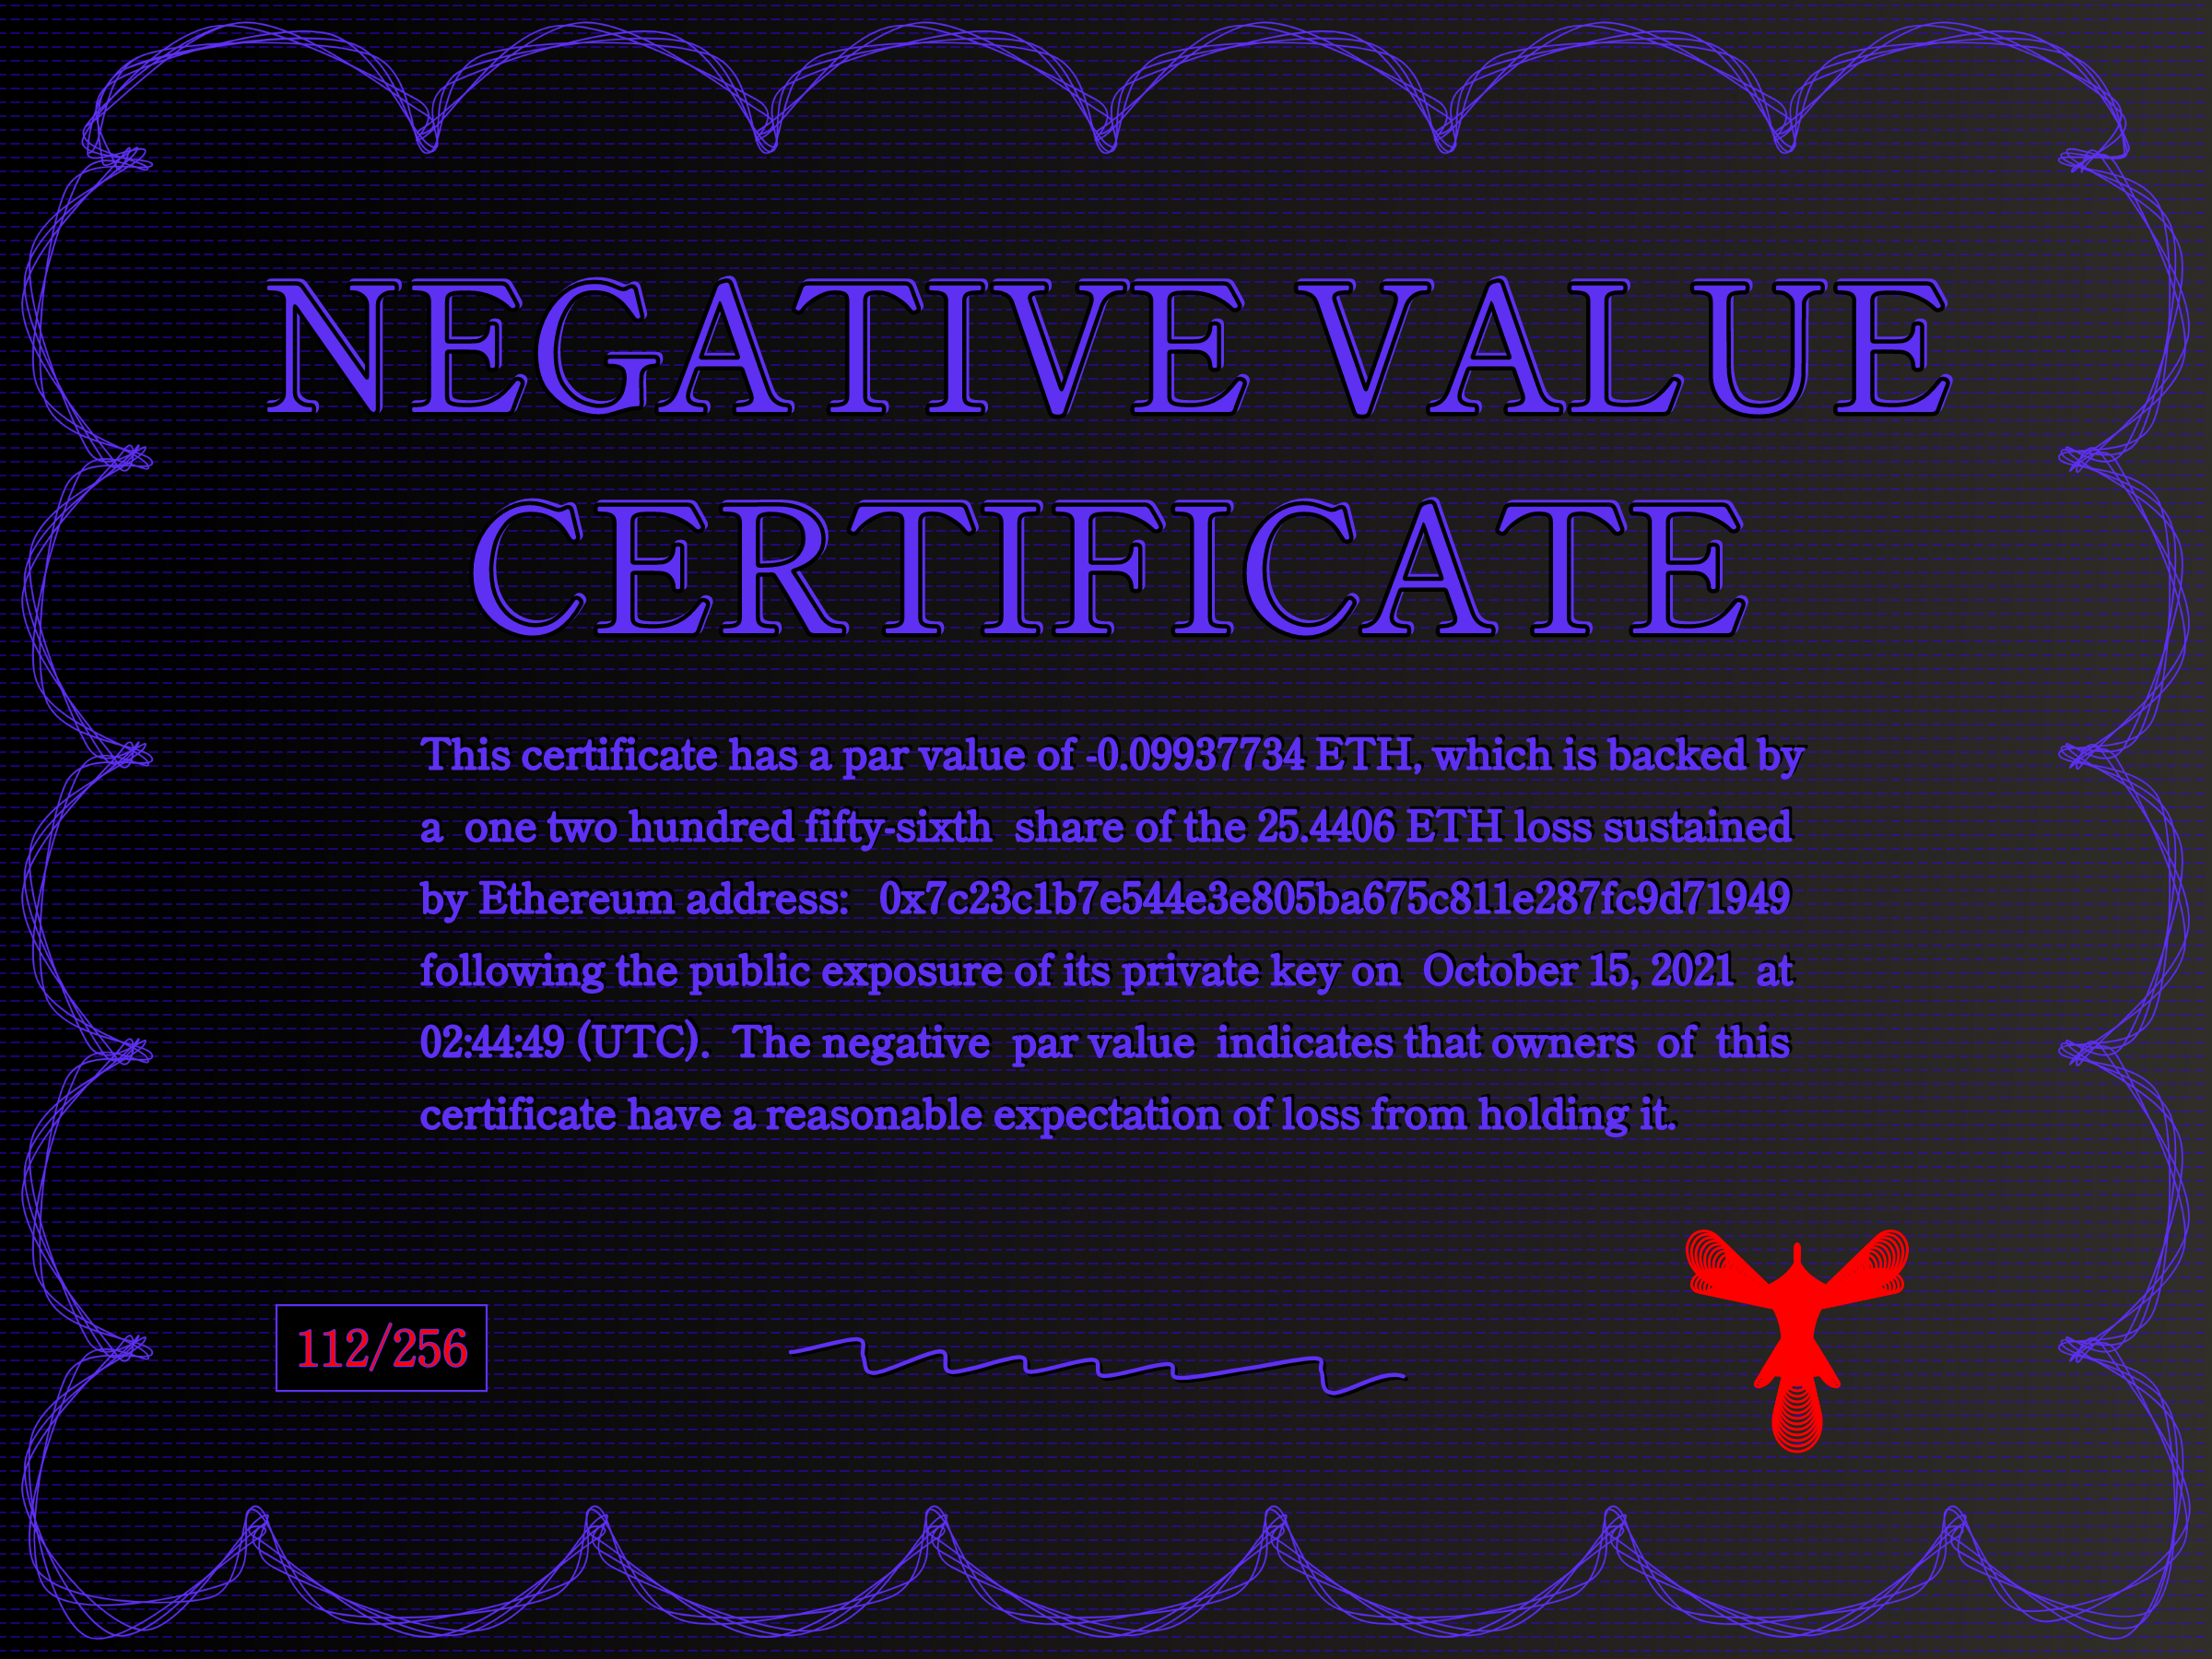 NEGATIVE VALUE
CERTIFICATE
This certificate has a par value of -0.09937734 ETH, which is backed by
a one two hundred fifty-sixth share of the 25.4406 ETH loss sustained
by Ethereum address: 0x7c23c1b7e544e3e805ba675c811e287fc9d71949
following the public exposure of its private key on October 15, 2021 at
02:44:49 (UTC). The negative par value indicates that owners of this
certificate have a reasonable expectation of loss from holding it.
112/256